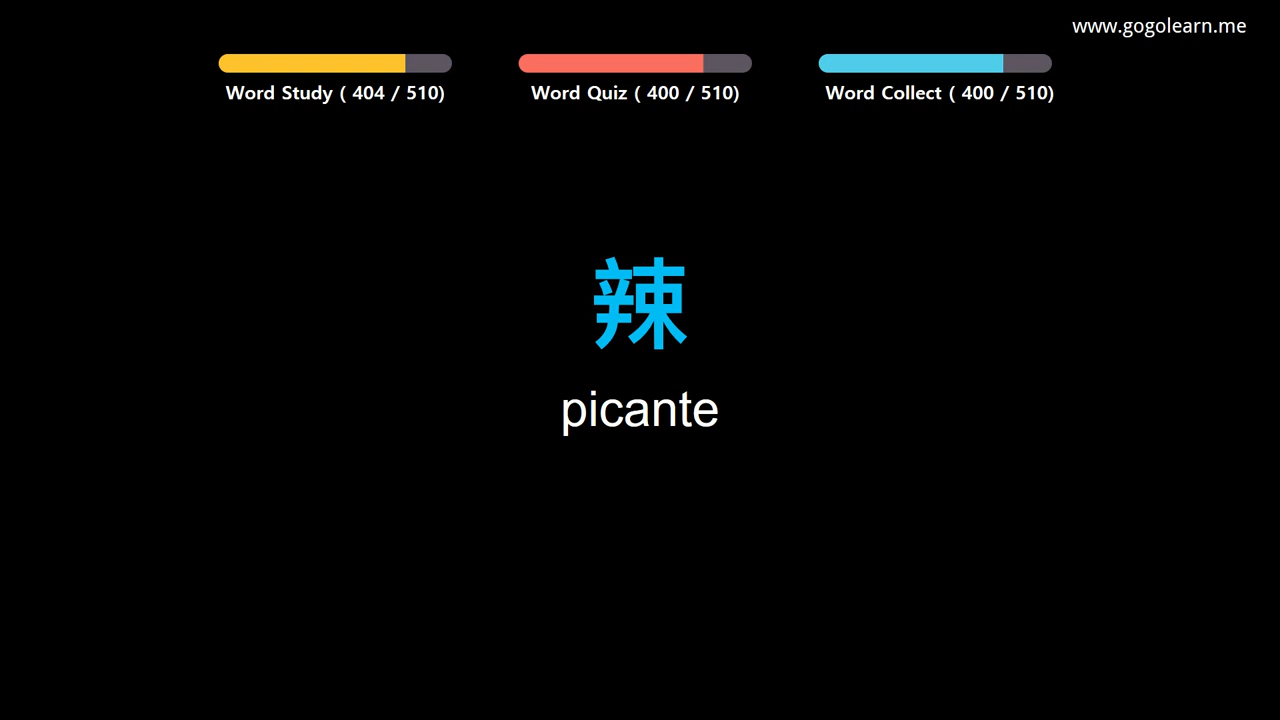 www.gogolearn.me
Word Study ( 404 / 510)
Word Quiz ( 400 / 510)
Word Collect ( 400 / 510)
辣
picante